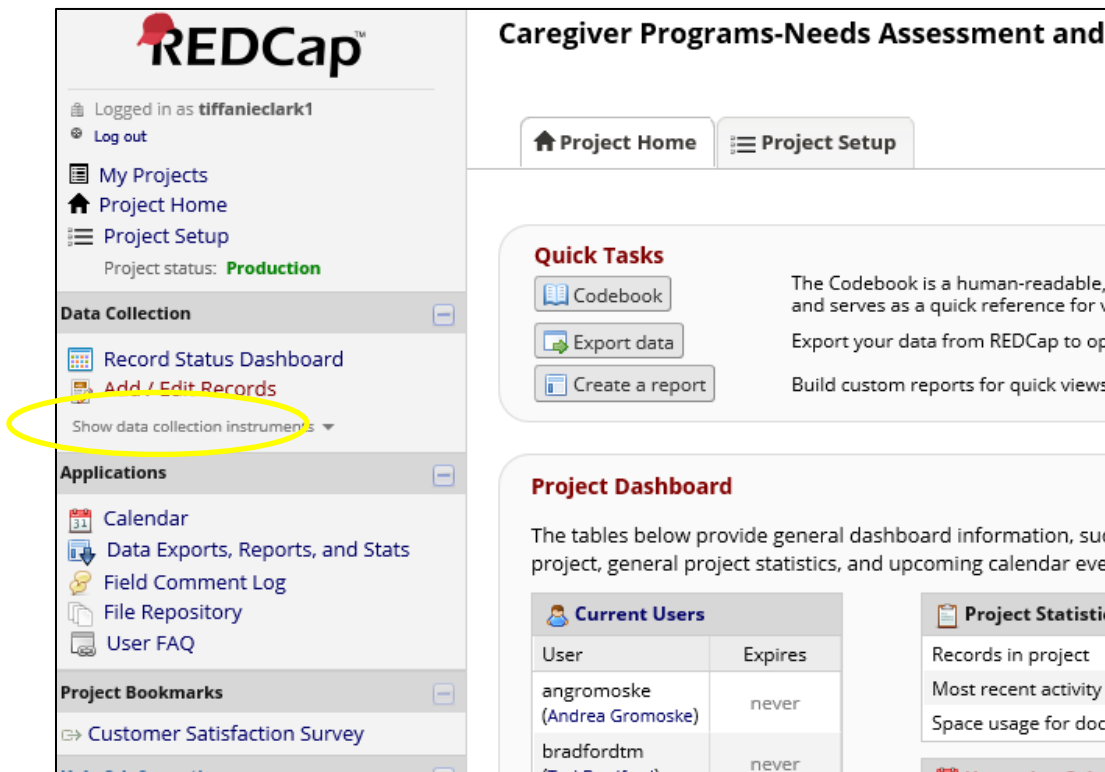 REDCap™
Logged in as tiffanieclark1
Log out
My Projects
Project Home
Project Setup
Project status: Production
Data Collection
Record Status Dashboard
Add / Edit Records
Show data collection instruments
Applications
31 Calendar
Data Exports, Reports, and Stats
Field Comment Log
File Repository
User FAQ
Project Bookmarks
Customer Satisfaction Survey
Caregiver Programs-Needs Assessment and
Project Home
Project Setup
Quick Tasks
Codebook
The Codebook is a human-readable,
and serves as a quick reference for
Export data
Export your data from REDCap to op
Create a report
Build custom reports for quick views
Project Dashboard
The tables below provide general dashboard information, suc
project, general project statistics, and upcoming calendar eve
Current Users
User Expires
angromoske
(Andrea Gromoske)
never
bradfordtm
never
Project Statisti
Records in project
Most recent activity
Space usage for doc